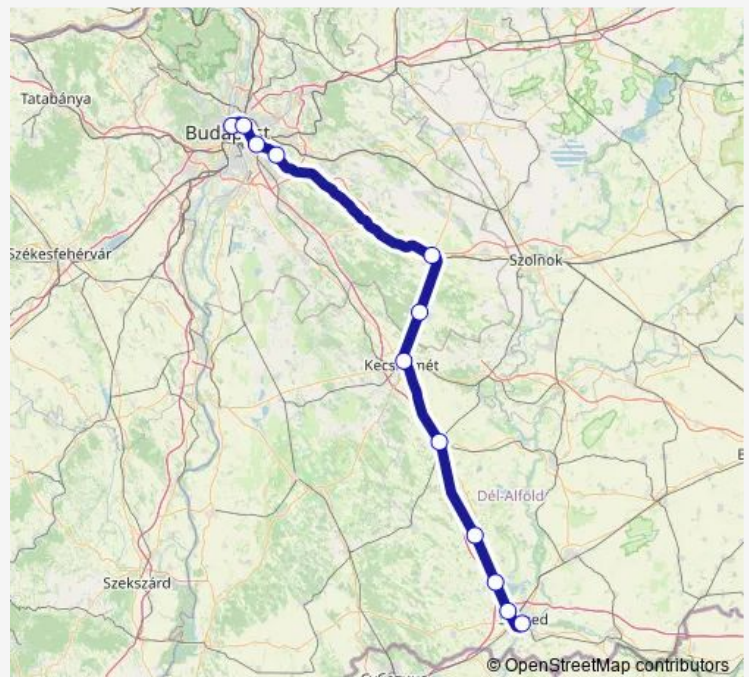 Tatabánya
Budapest
Székesfehérvár
Szolnok
Kecskemét
Dél-Alföld
Szekszárd
© OpenStreetMap contributors